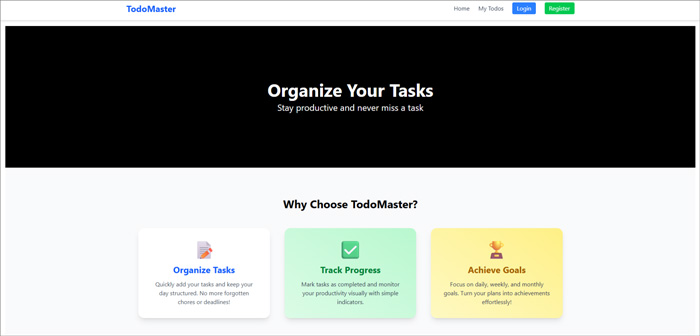 TodoMaster
Home My Todos Login Register
Organize Your Tasks
Stay productive and never miss a task
Why Choose TodoMaster?
Organize Tasks
Quickly add your tasks and keep your
day structured. No more forgotten
chores or deadlines!
Track Progress
Mark tasks as completed and monitor
your productivity visually with simple
indicators.
Achieve Goals
Focus on daily, weekly, and monthly
goals. Turn your plans into achievements
effortlessly!